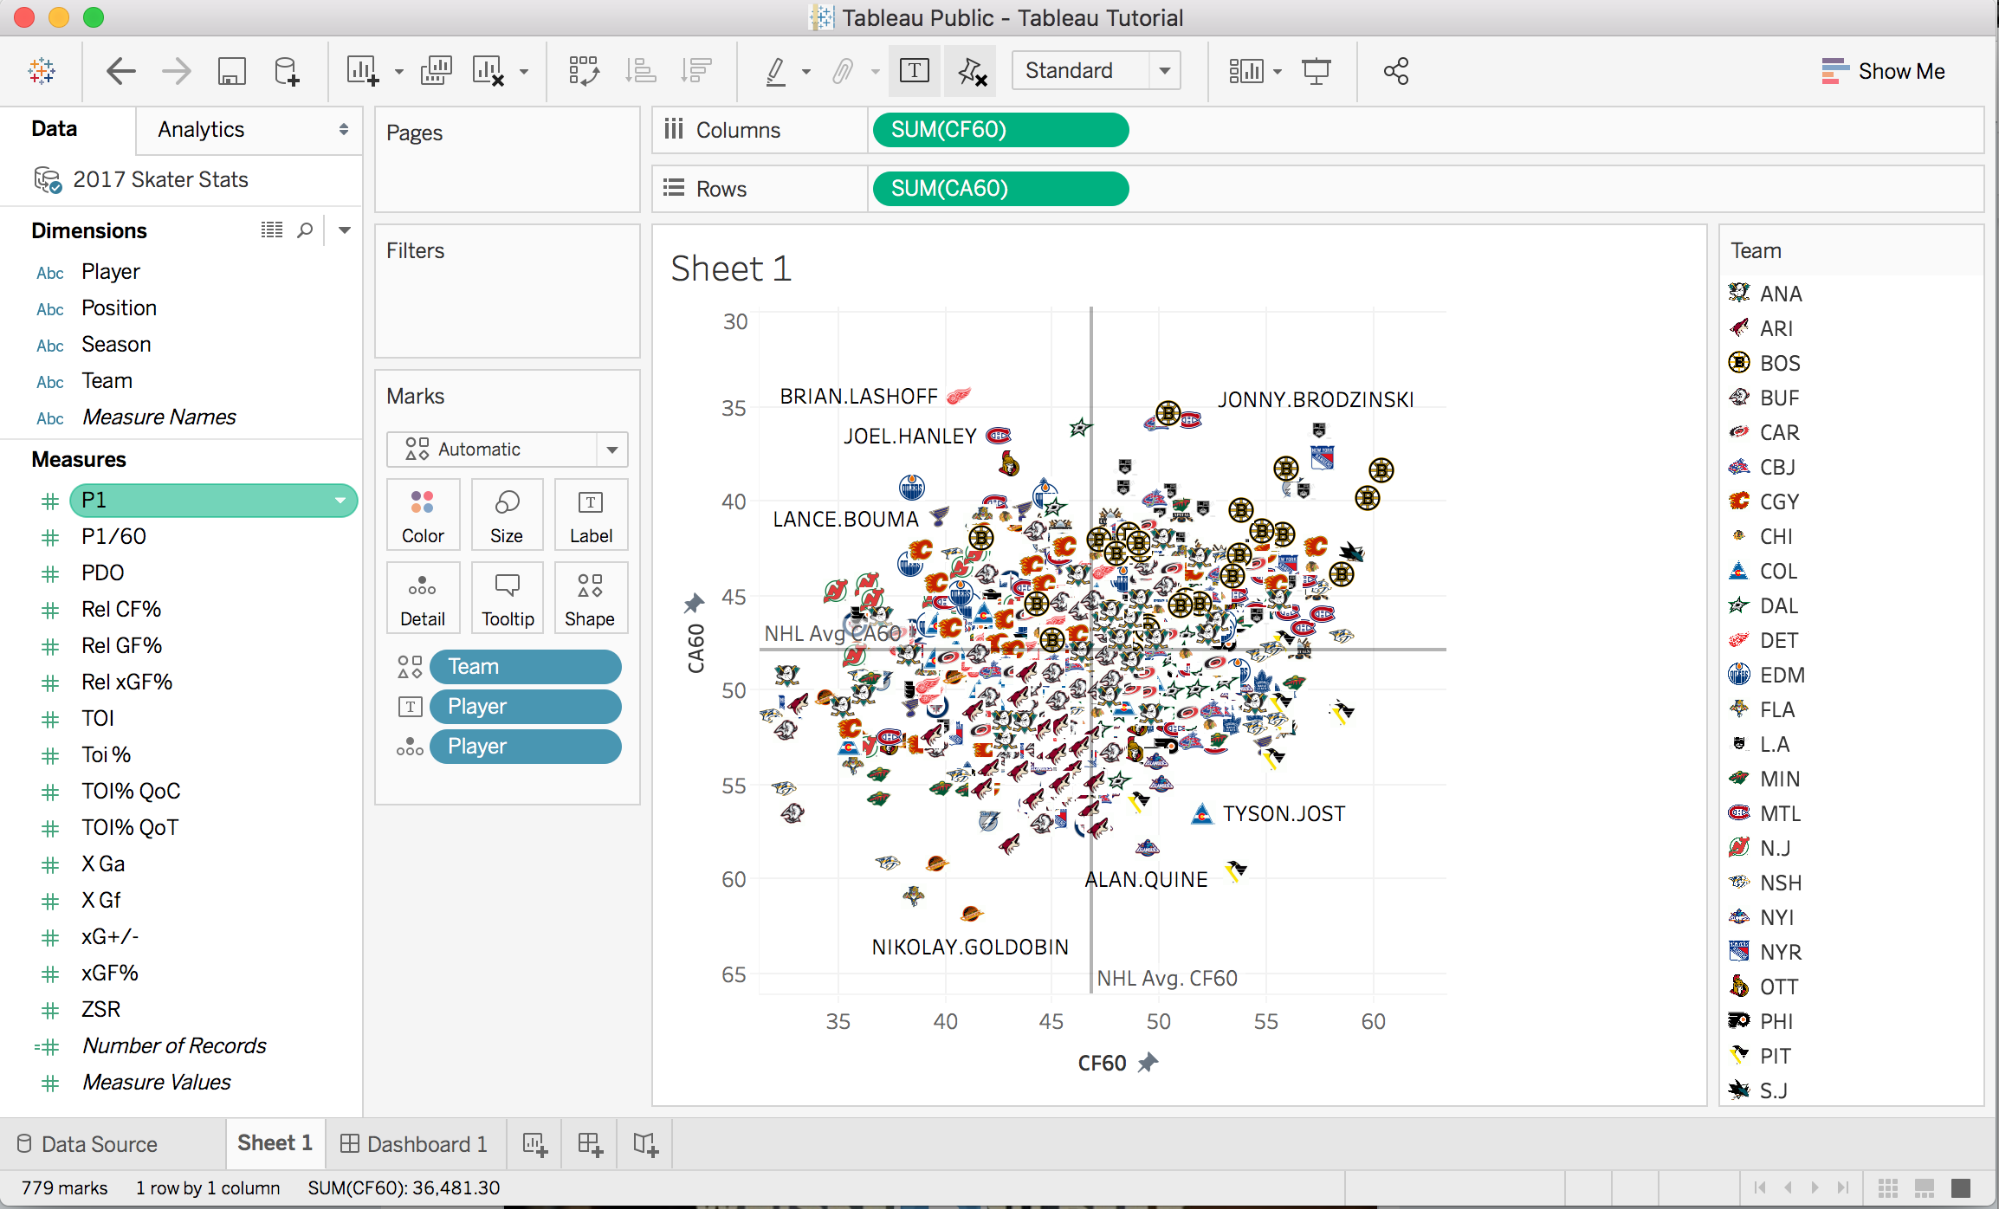 Tableau Public - Tableau Tutorial
Standard
Show Me
Data
Analytics
2017 Skater Stats
Dimensions
Abc Player
Abc Position
Abc Season
Abc Team
Abc Measure Names
Measures
P1
P1/60
PDO
Rel CF%
Rel GF%
Rel xGF%
TOI
Toi %
TOI% QoC
TOI% QoT
X Ga
X Gf
xG+/-
xGF%
ZSR
Number of Records
Measure Values
Pages
Filters
Marks
Automatic
Color
Size
Label
Detail
Tooltip
Shape
Team
Player
Player
Columns
SUM(CF60)
Rows
SUM(CA60)
Sheet 1
30
35
40
45
50
55
60
65
CA60
BRIAN.LASHOFF
JONNY.BRODZINSKI
JOEL.HANLEY
LANCE.BOUMA
NHL Avg CA60
TYSON.JOST
ALAN.QUINE
NIKOLAY.GOLDOBIN
NHL Avg. CF60
35
40
45
50
55
60
CF60
Team
ANA
ARI
BOS
BUF
CAR
CBJ
CGY
CHI
COL
DAL
DET
EDM
FLA
L.A
MIN
MTL
N.J
NSH
NYI
NYR
OTT
PHI
PIT
S.J
Data Source
Sheet 1
Dashboard 1
779 marks
1 row by 1 column
SUM(CF60): 36,481.30